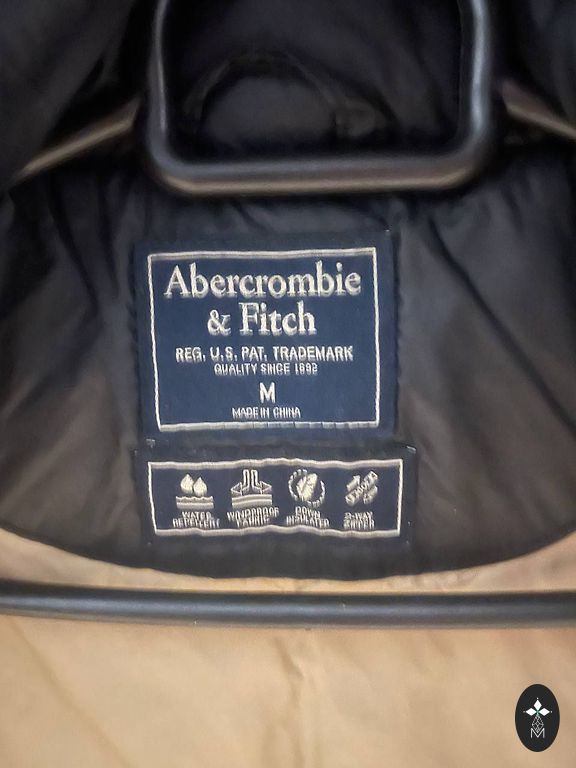 Abercrombie
& Fitch
REG. U.S. PAT. TRADEMARK
QUALITY SINCE 1892
M
MADE IN CHINA
WATER
REPELLENT
WINDPROOF
FABRIC
DOWN
INSULATED
2-WAY
ZIPPER
M